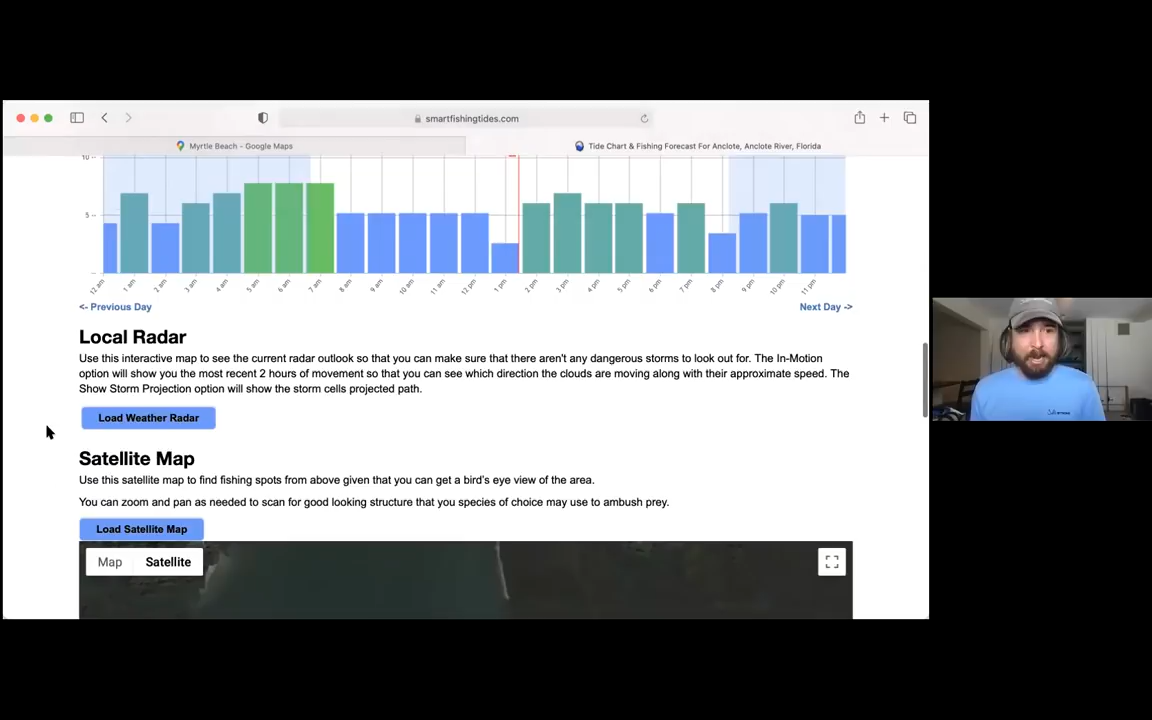 smartfishingtides.com
Myrtle Beach - Google Maps
Tide Chart & Fishing Forecast For Anclote, Anclote River, Florida
10
5
12 am 1 am 2 am 3 am 4 am 5 am 6 am 7 am 8 am 9 am 10 am 11 am 12 pm 1 pm 2 pm 3 pm 4 pm 5 pm 6 pm 7 pm 8 pm 9 pm 10 pm 11 pm
<- Previous Day
Next Day ->
Local Radar
Use this interactive map to see the current radar outlook so that you can make sure that there aren't any dangerous storms to look out for. The In-Motion
option will show you the most recent 2 hours of movement so that you can see which direction the clouds are moving along with their approximate speed. The
Show Storm Projection option will show the storm cells projected path.
Load Weather Radar
Satellite Map
Use this satellite map to find fishing spots from above given that you can get a bird's eye view of the area.
You can zoom and pan as needed to scan for good looking structure that you species of choice may use to ambush prey.
Load Satellite Map
Map
Satellite